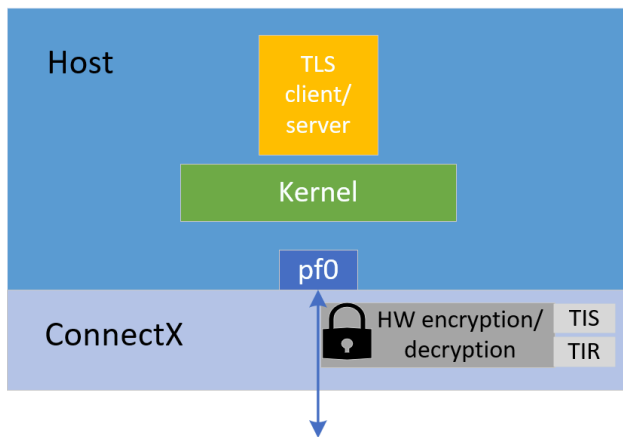 Host
TLS
client/
server
Kernel
pf0
ConnectX
HW encryption/
decryption
TIS
TIR